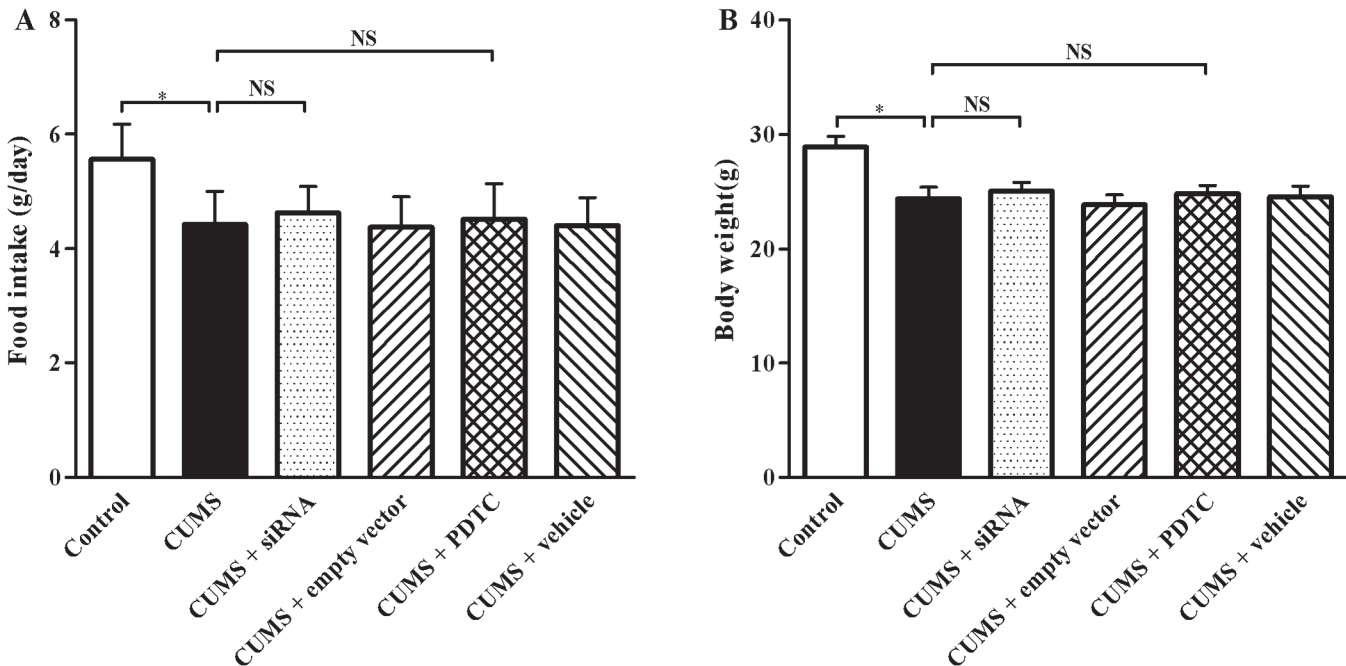 A
Food intake (g/day)
8
6
4
2
0
*
NS
NS
Control
CUMS
CUMS + siRNA
CUMS + empty vector
CUMS + PDTC
CUMS + vehicle
B
Body weight(g)
40
30
20
10
0
*
NS
NS
Control
CUMS
CUMS + siRNA
CUMS + empty vector
CUMS + PDTC
CUMS + vehicle